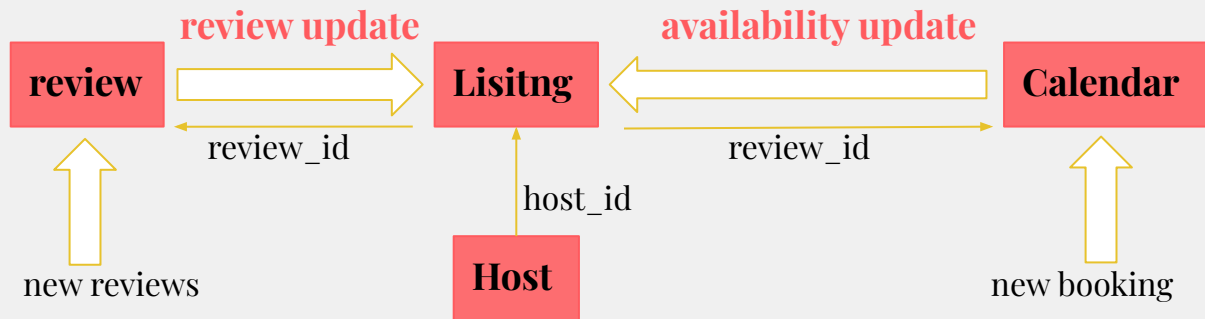 review update
availability update
review
Lisitng
Calendar
review_id
review_id
host_id
new reviews
Host
new booking